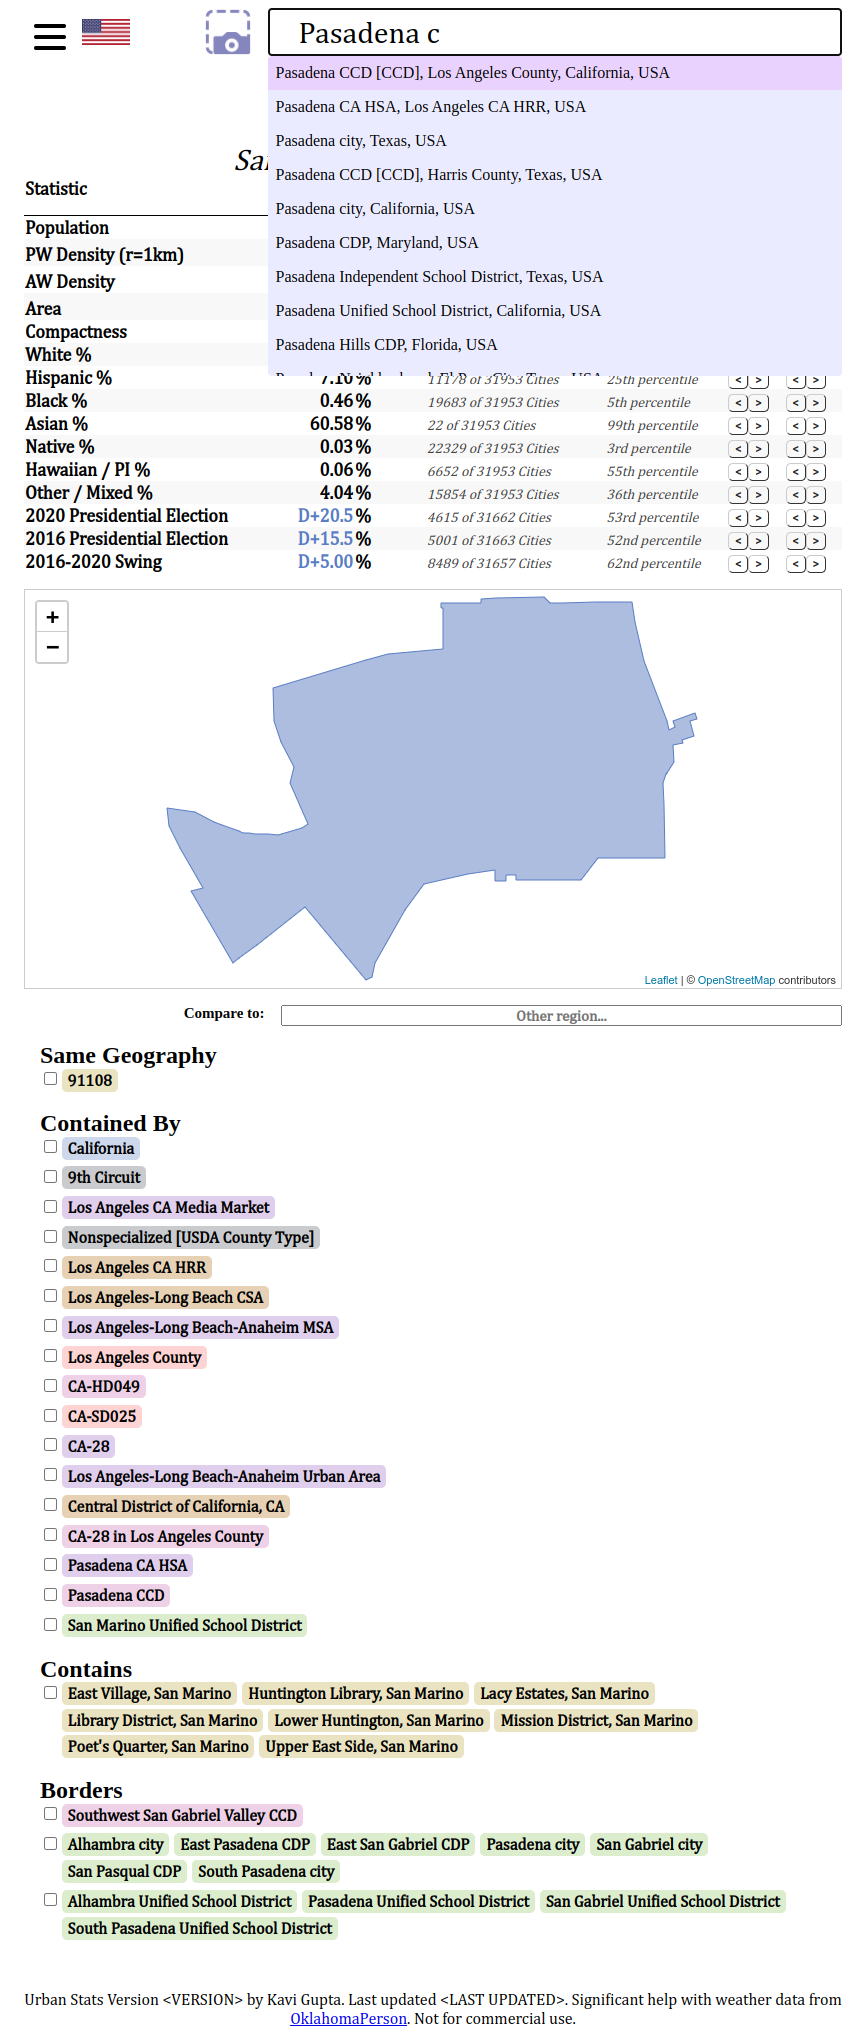 Pasadena c
Pasadena CCD [CCD], Los Angeles County, California, USA
Pasadena CA HSA, Los Angeles CA HRR, USA
Pasadena city, Texas, USA
Pasadena CCD [CCD], Harris County, Texas, USA
Pasadena city, California, USA
Pasadena CDP, Maryland, USA
Pasadena Independent School District, Texas, USA
Pasadena Unified School District, California, USA
Pasadena Hills CDP, Florida, USA
Statistic
Population
PW Density (r=1km)
AW Density
Area
Compactness
White %
Hispanic % 7.10% 11178 of 31953 Cities 25th percentile < > < >
Black % 0.46% 19683 of 31953 Cities 5th percentile < > < >
Asian % 60.58% 22 of 31953 Cities 99th percentile < > < >
Native % 0.03% 22329 of 31953 Cities 3rd percentile < > < >
Hawaiian / PI % 0.06% 6652 of 31953 Cities 55th percentile < > < >
Other / Mixed % 4.04% 15854 of 31953 Cities 36th percentile < > < >
2020 Presidential Election D+20.5% 4615 of 31662 Cities 53rd percentile < > < >
2016 Presidential Election D+15.5% 5001 of 31663 Cities 52nd percentile < > < >
2016-2020 Swing D+5.00% 8489 of 31657 Cities 62nd percentile < > < >
+
−
Leaflet | © OpenStreetMap contributors
Compare to: Other region...
Same Geography
91108
Contained By
California
9th Circuit
Los Angeles CA Media Market
Nonspecialized [USDA County Type]
Los Angeles CA HRR
Los Angeles-Long Beach CSA
Los Angeles-Long Beach-Anaheim MSA
Los Angeles County
CA-HD049
CA-SD025
CA-28
Los Angeles-Long Beach-Anaheim Urban Area
Central District of California, CA
CA-28 in Los Angeles County
Pasadena CA HSA
Pasadena CCD
San Marino Unified School District
Contains
East Village, San Marino Huntington Library, San Marino Lacy Estates, San Marino
Library District, San Marino Lower Huntington, San Marino Mission District, San Marino
Poet's Quarter, San Marino Upper East Side, San Marino
Borders
Southwest San Gabriel Valley CCD
Alhambra city East Pasadena CDP East San Gabriel CDP Pasadena city San Gabriel city
San Pasqual CDP South Pasadena city
Alhambra Unified School District Pasadena Unified School District San Gabriel Unified School District
South Pasadena Unified School District
Urban Stats Version <VERSION> by Kavi Gupta. Last updated <LAST UPDATED>. Significant help with weather data from
OklahomaPerson. Not for commercial use.